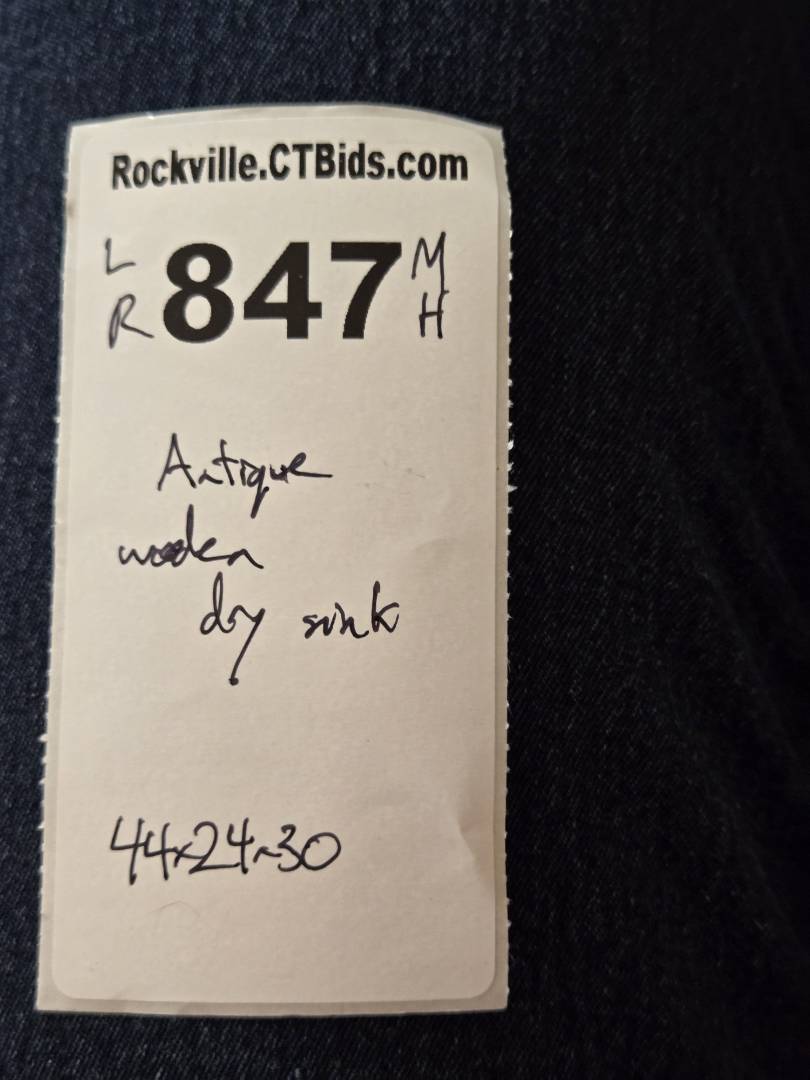 Rockville.CTBids.com
L 847 M
R H
Antique
wooden
dry sink
44x24x30